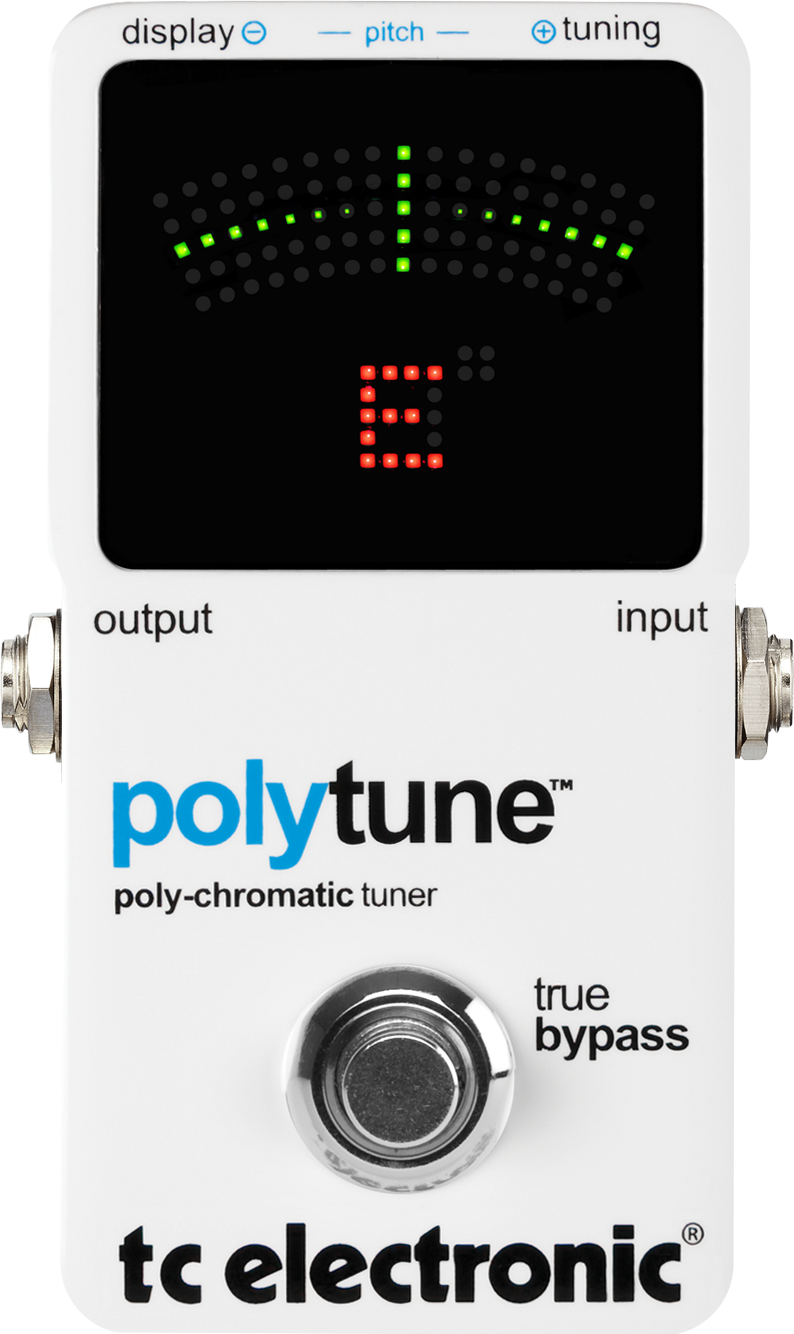 display⊖ — pitch — ⊕tuning
E
output input
polytune™
poly-chromatic tuner
true
bypass
tc electronic®